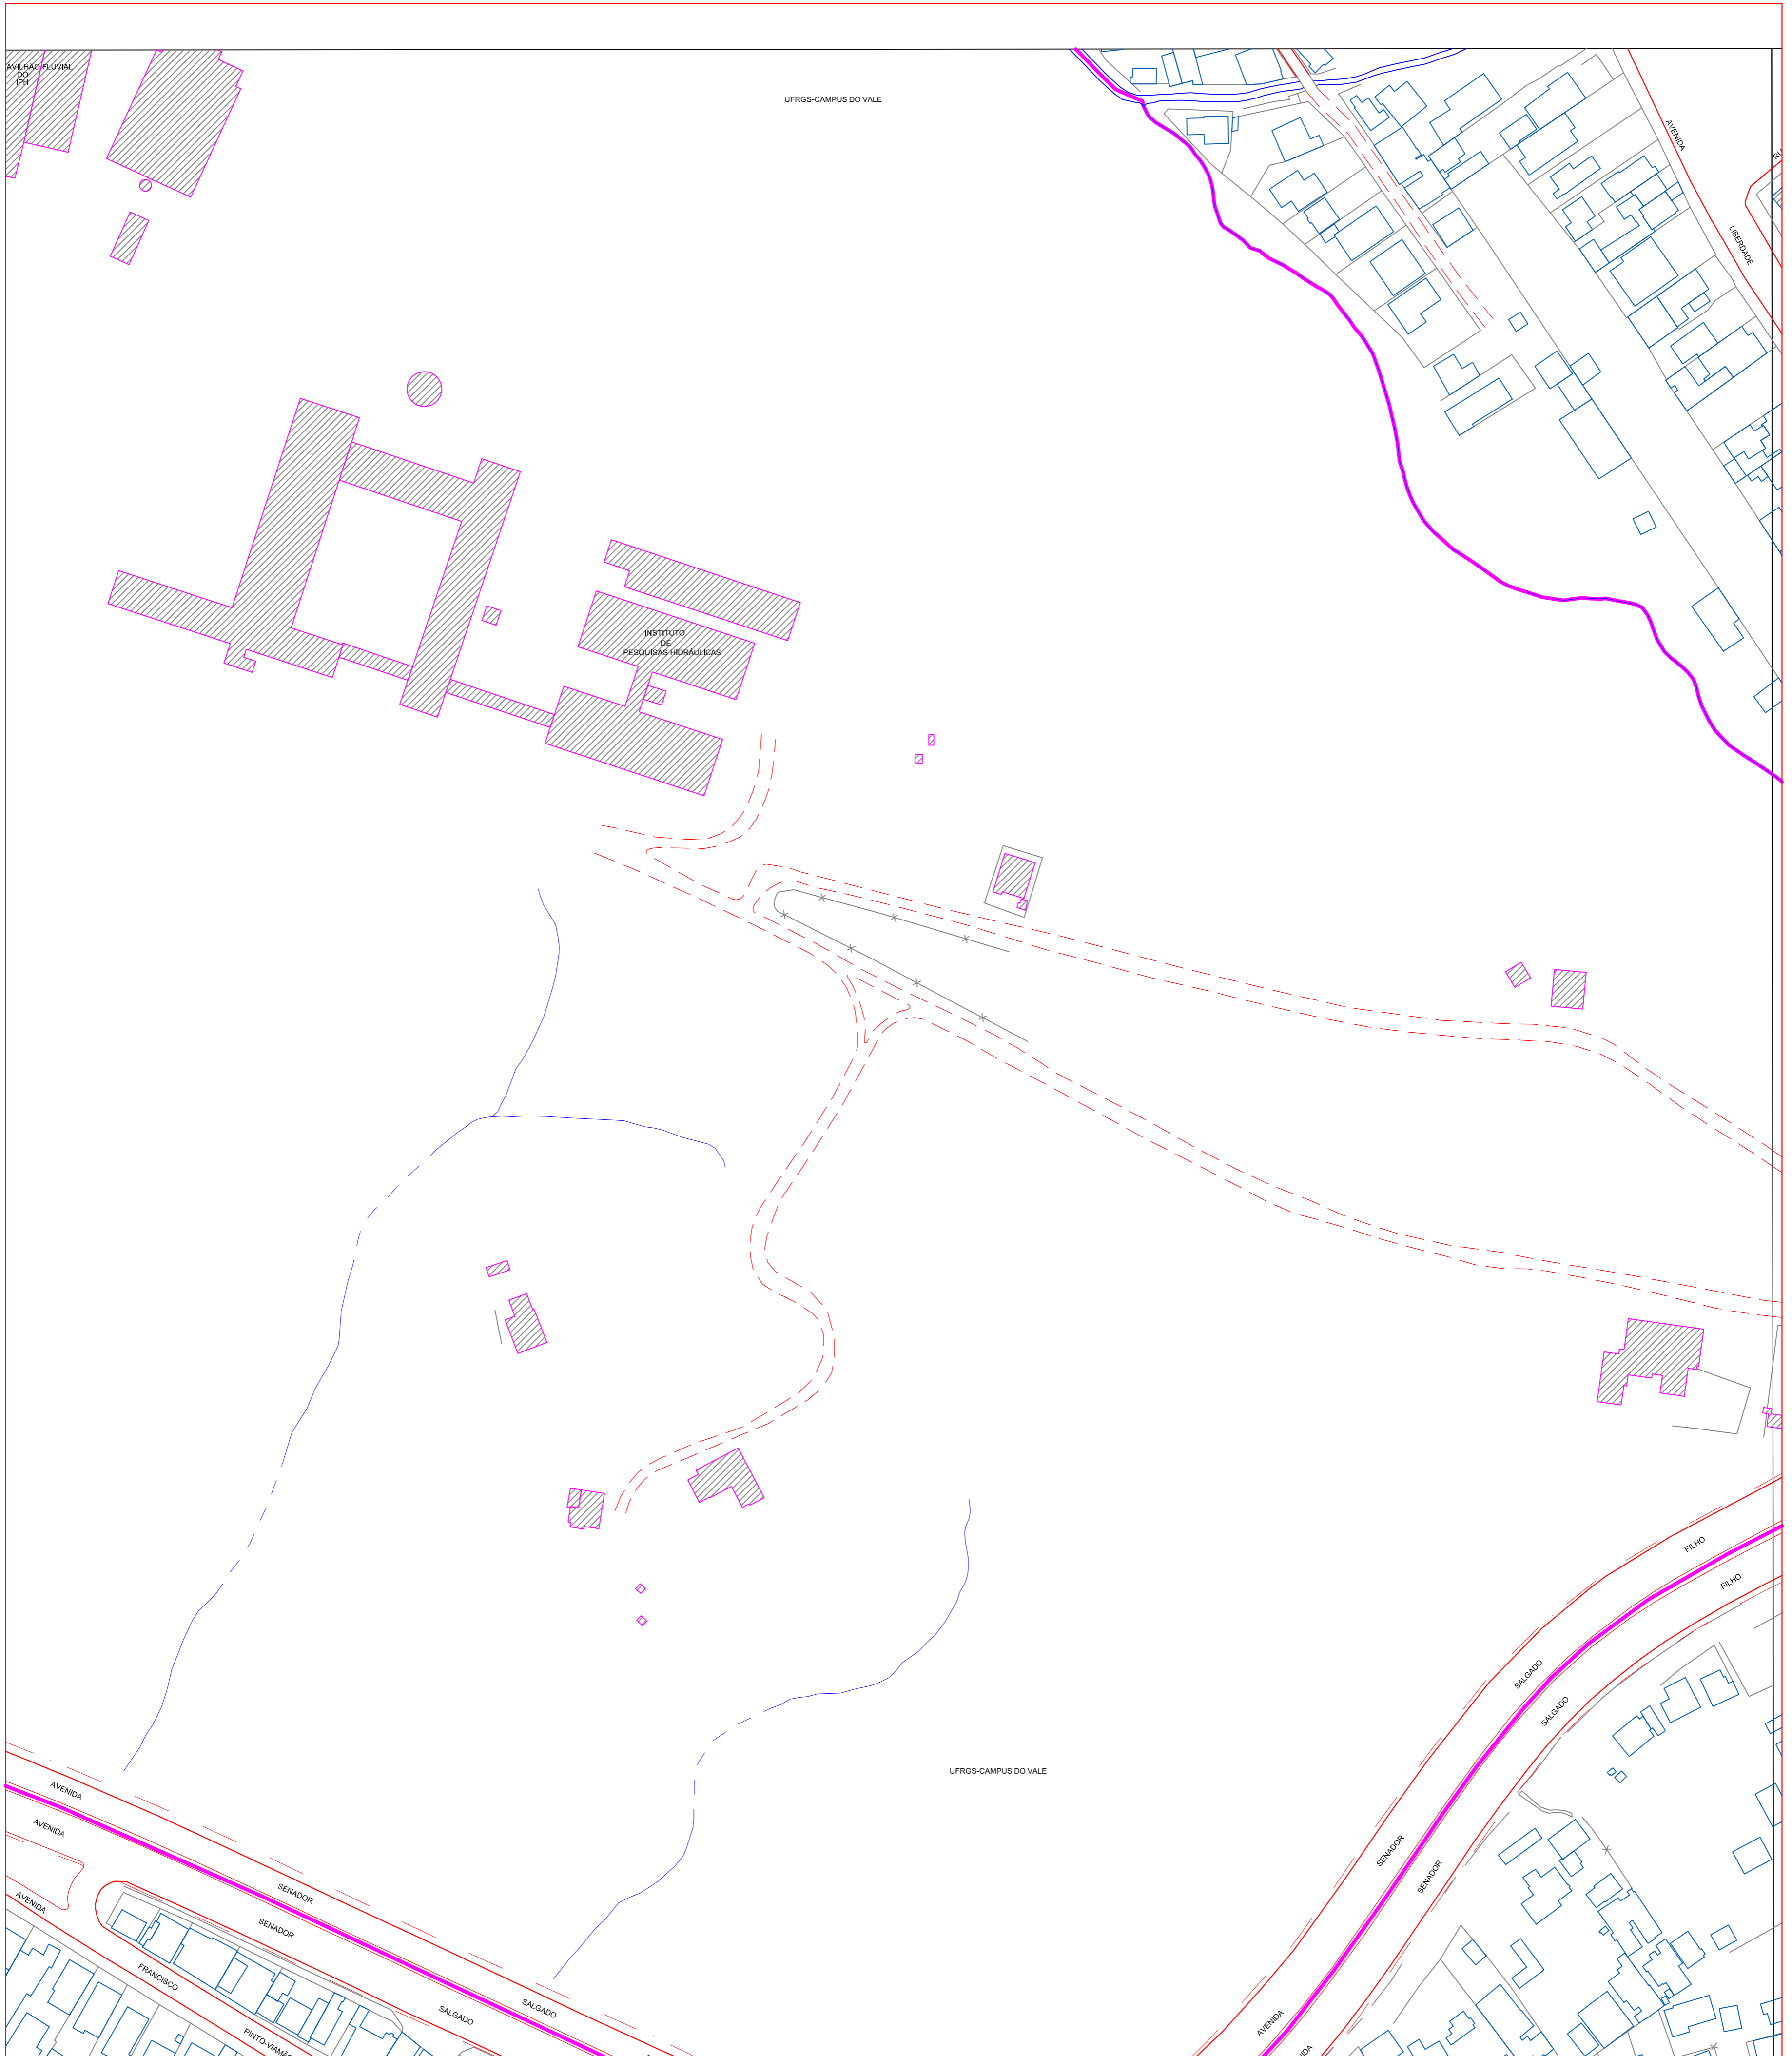 AVILHÃO FLUVIAL
DO
IPH
UFRGS-CAMPUS DO VALE
AVENIDA
LIBERDADE
INSTITUTO
DE
PESQUISAS HIDRÁULICAS
FILHO
FILHO
SALGADO
SALGADO
SENADOR
SENADOR
AVENIDA
UFRGS-CAMPUS DO VALE
AVENIDA
AVENIDA
AVENIDA
SENADOR
SENADOR
SALGADO
SALGADO
FRANCISCO